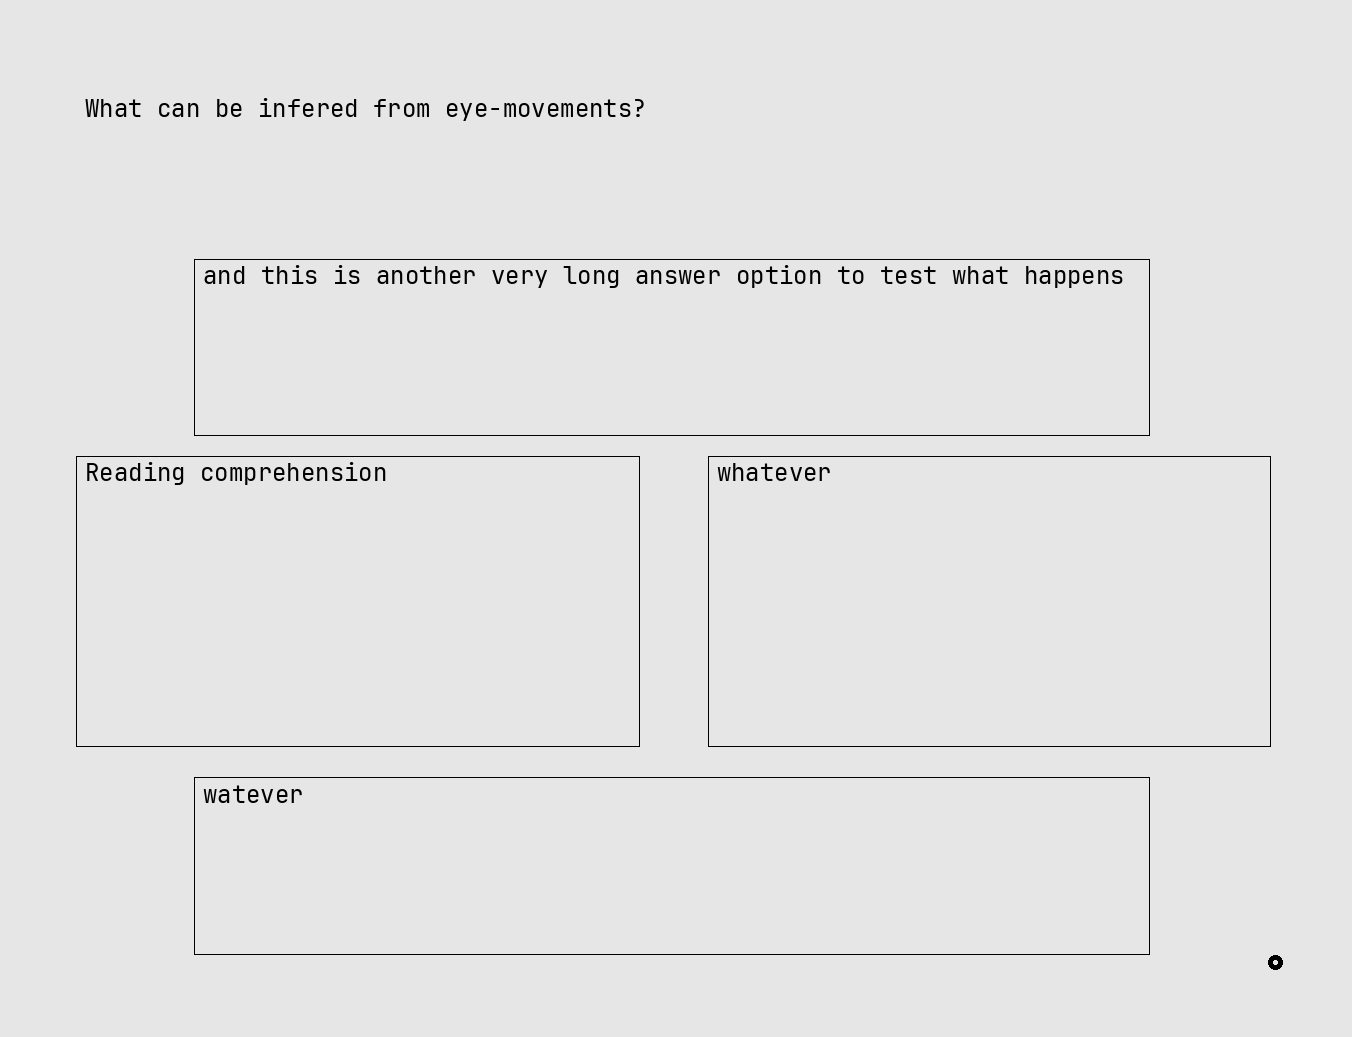 What can be infered from eye-movements?
and this is another very long answer option to test what happens
Reading comprehension
whatever
watever